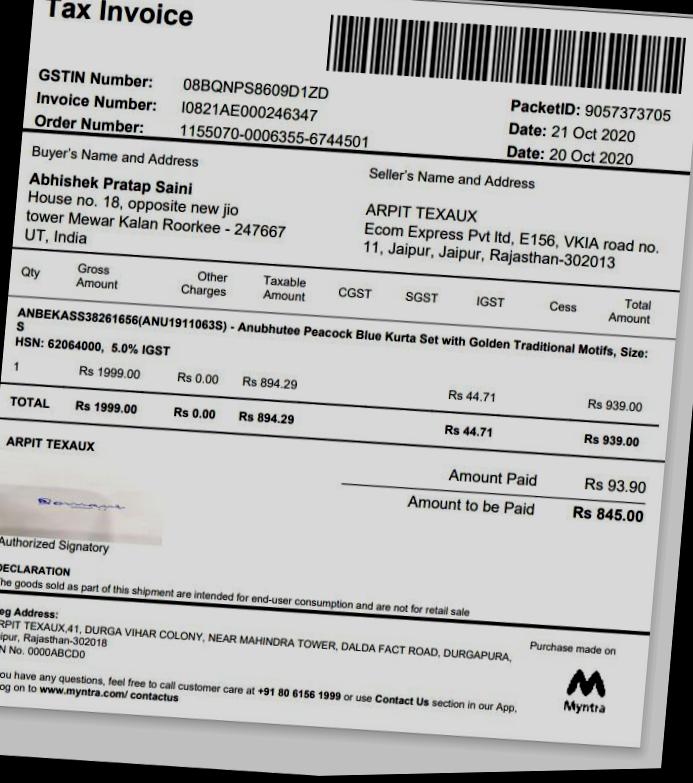 Tax Invoice
GSTIN Number: 08BQNPS8609D1ZD
Invoice Number: I0821AE000246347
Order Number: 1155070-0006355-6744501
PacketID: 9057373705
Date: 21 Oct 2020
Date: 20 Oct 2020
Buyer's Name and Address
Abhishek Pratap Saini
House no. 18, opposite new jio
tower Mewar Kalan Roorkee - 247667
UT, India
Seller's Name and Address
ARPIT TEXAUX
Ecom Express Pvt ltd, E156, VKIA road no.
11, Jaipur, Jaipur, Rajasthan-302013
Qty Gross Amount Other Charges Taxable Amount CGST SGST IGST Cess Total Amount
ANBEKASS38261656(ANU1911063S) - Anubhutee Peacock Blue Kurta Set with Golden Traditional Motifs, Size:
S
HSN: 62064000, 5.0% IGST
1 Rs 1999.00 Rs 0.00 Rs 894.29 Rs 44.71 Rs 939.00
TOTAL Rs 1999.00 Rs 0.00 Rs 894.29 Rs 44.71 Rs 939.00
ARPIT TEXAUX
Amount Paid Rs 93.90
Amount to be Paid Rs 845.00
Authorized Signatory
DECLARATION
he goods sold as part of this shipment are intended for end-user consumption and are not for retail sale
eg Address:
RPIT TEXAUX,41, DURGA VIHAR COLONY, NEAR MAHINDRA TOWER, DALDA FACT ROAD, DURGAPURA,
ipur, Rajasthan-302018
N No. 0000ABCD0
ou have any questions, feel free to call customer care at +91 80 6156 1999 or use Contact Us section in our App,
og on to www.myntra.com/ contactus
Purchase made on
Myntra